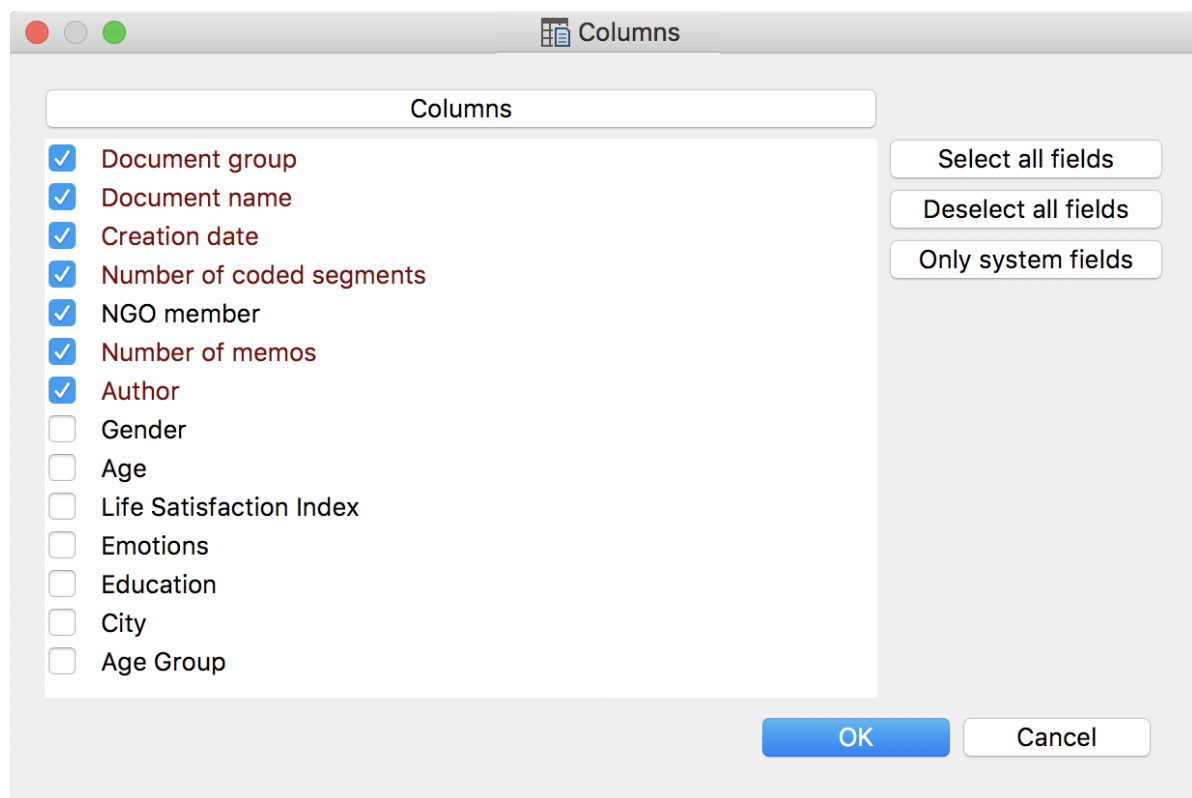 Columns
Columns
Document group
Document name
Creation date
Number of coded segments
NGO member
Number of memos
Author
Gender
Age
Life Satisfaction Index
Emotions
Education
City
Age Group
Select all fields
Deselect all fields
Only system fields
OK
Cancel